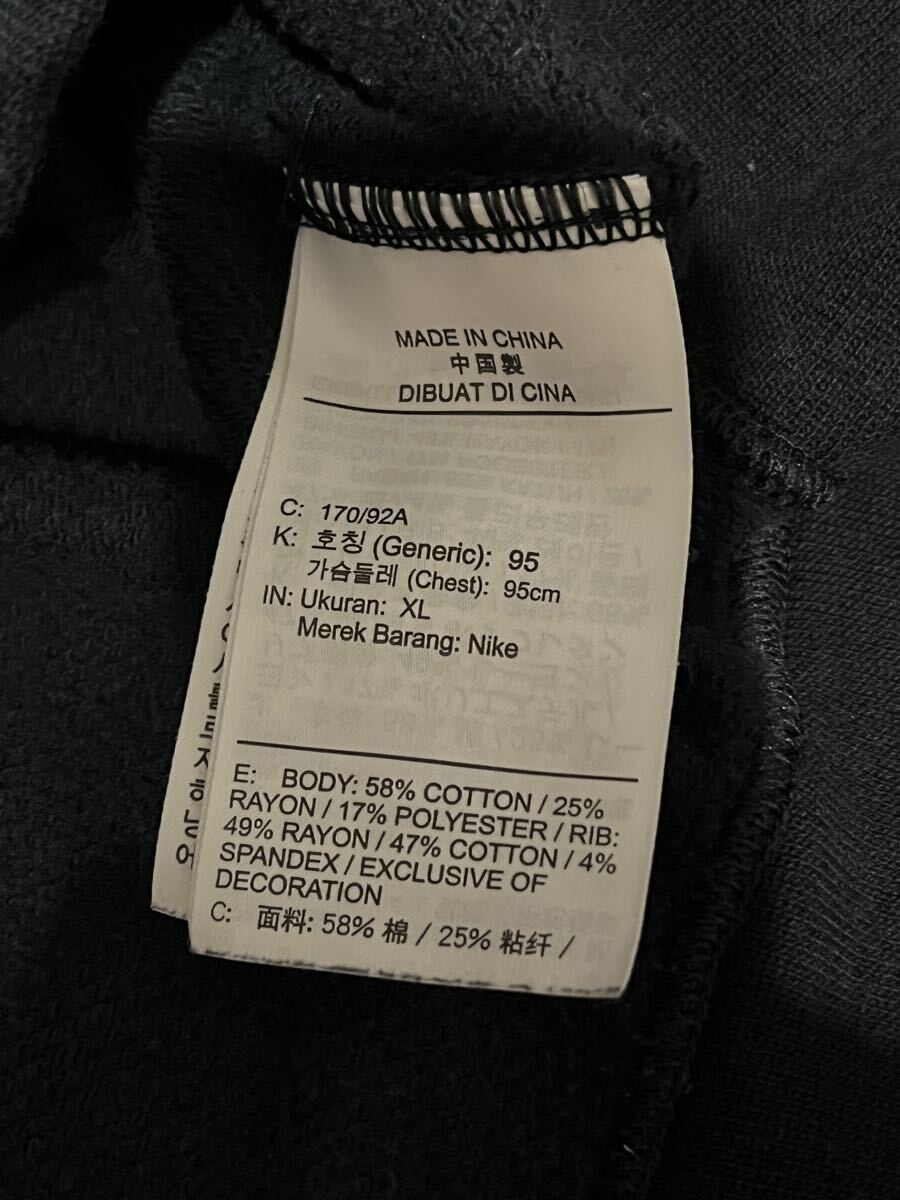 MADE IN CHINA
中国製
DIBUAT DI CINA
C: 170/92A
K: 호칭 (Generic): 95
가슴둘레 (Chest): 95cm
IN: Ukuran: XL
Merek Barang: Nike
E: BODY: 58% COTTON / 25%
RAYON / 17% POLYESTER / RIB:
49% RAYON / 47% COTTON / 4%
SPANDEX / EXCLUSIVE OF
DECORATION
C: 面料: 58% 棉 / 25% 粘纤 /